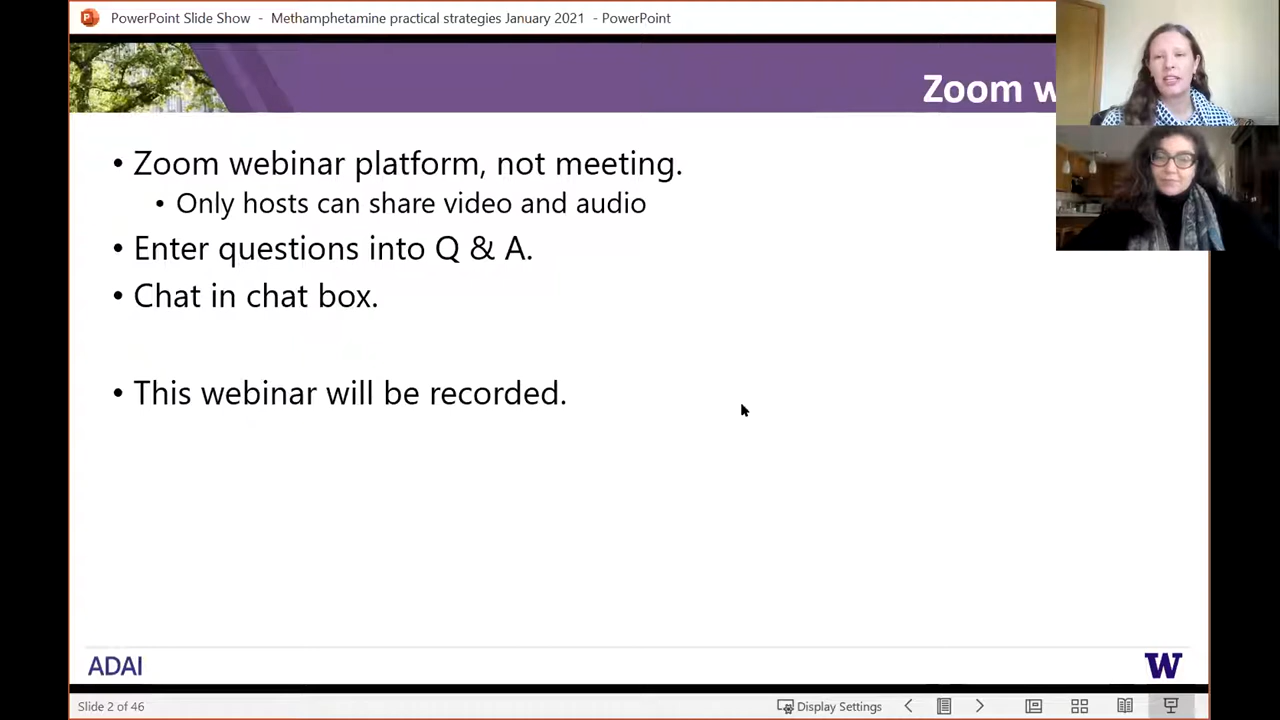 PowerPoint Slide Show - Methamphetamine practical strategies January 2021 - PowerPoint
Zoom w
• Zoom webinar platform, not meeting.
• Only hosts can share video and audio
• Enter questions into Q & A.
• Chat in chat box.
• This webinar will be recorded.
ADAI
W
Slide 2 of 46
Display Settings